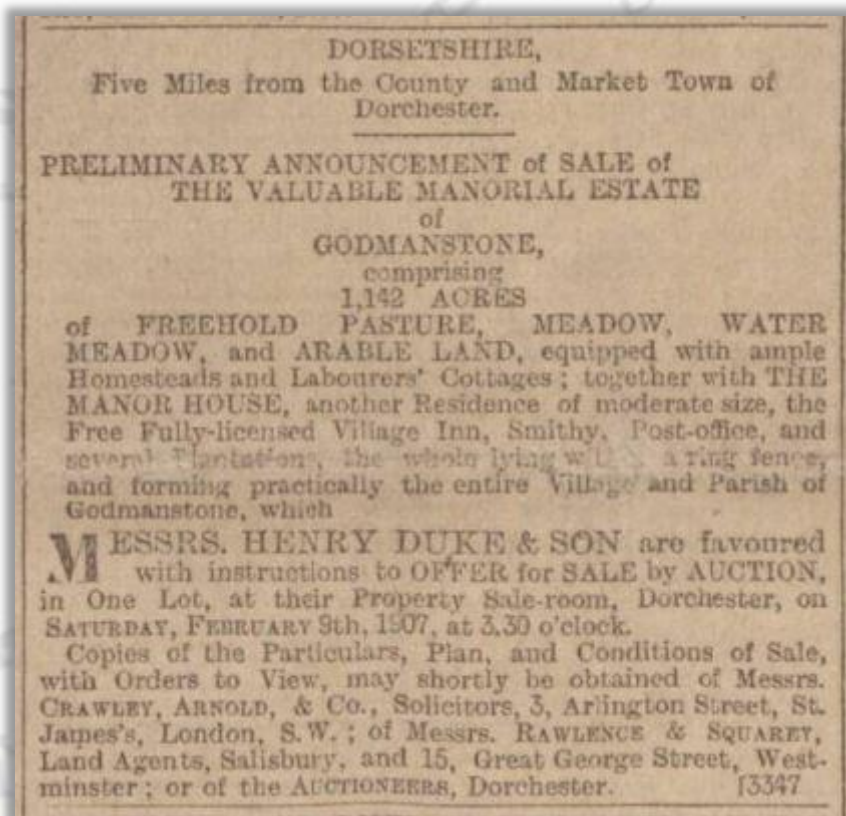 DORSETSHIRE,
Five Miles from the County and Market Town of
Dorchester.
PRELIMINARY ANNOUNCEMENT of SALE of
THE VALUABLE MANORIAL ESTATE
of
GODMANSTONE,
comprising
1,142 ACRES
of FREEHOLD PASTURE, MEADOW, WATER
MEADOW, and ARABLE LAND, equipped with ample
Homesteads and Labourers' Cottages; together with THE
MANOR HOUSE, another Residence of moderate size, the
Free Fully-licensed Village Inn, Smithy, Post-office, and
several Plantations, the whole lying a ring fence,
and forming practically the entire Village and Parish of
Godmanstone, which
MESSRS. HENRY DUKE & SON are favoured
with instructions to OFFER for SALE by AUCTION,
in One Lot, at their Property Sale-room, Dorchester, on
SATURDAY, FEBRUARY 9th, 1907, at 3.30 o'clock.
Copies of the Particulars, Plan, and Conditions of Sale,
with Orders to View, may shortly be obtained of Messrs.
CRAWLEY, ARNOLD, & Co., Solicitors, 3, Arlington Street, St.
James's, London, S.W.; of Messrs. RAWLENCE & SQUAREY,
Land Agents, Salisbury, and 15, Great George Street, West-
minster; or of the AUCTIONEERS, Dorchester. [3347